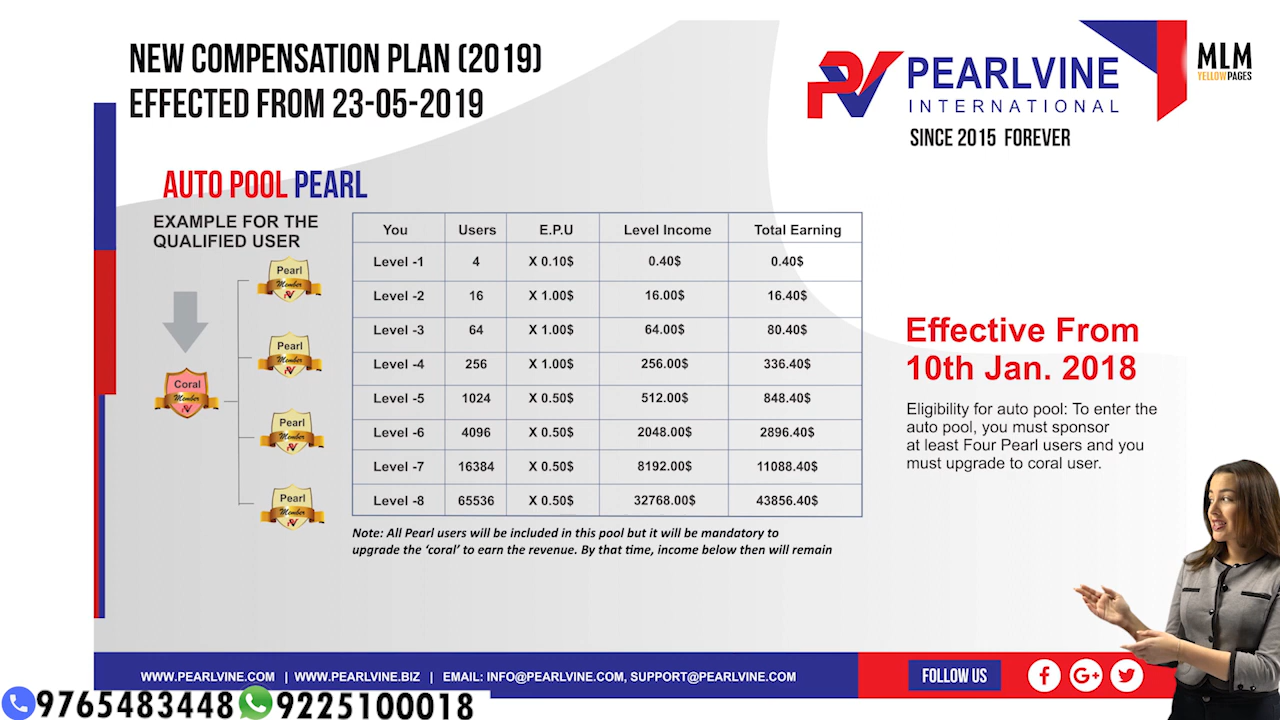 NEW COMPENSATION PLAN (2019)
EFFECTED FROM 23-05-2019
PV PEARLVINE
INTERNATIONAL
SINCE 2015 FOREVER
MLM
YELLOWPAGES
AUTO POOL PEARL
EXAMPLE FOR THE
QUALIFIED USER
Pearl
Member
Pearl
Member
Coral
Member
Pearl
Member
Pearl
Member
You Users E.P.U Level Income Total Earning
Level -1 4 X 0.10$ 0.40$ 0.40$
Level -2 16 X 1.00$ 16.00$ 16.40$
Level -3 64 X 1.00$ 64.00$ 80.40$
Level -4 256 X 1.00$ 256.00$ 336.40$
Level -5 1024 X 0.50$ 512.00$ 848.40$
Level -6 4096 X 0.50$ 2048.00$ 2896.40$
Level -7 16384 X 0.50$ 8192.00$ 11088.40$
Level -8 65536 X 0.50$ 32768.00$ 43856.40$
Note: All Pearl users will be included in this pool but it will be mandatory to
upgrade the ‘coral’ to earn the revenue. By that time, income below then will remain
Effective From
10th Jan. 2018
Eligibility for auto pool: To enter the
auto pool, you must sponsor
at least Four Pearl users and you
must upgrade to coral user.
WWW.PEARLVINE.COM | WWW.PEARLVINE.BIZ | EMAIL: INFO@PEARLVINE.COM, SUPPORT@PEARLVINE.COM
FOLLOW US
f G+
9765483448 9225100018